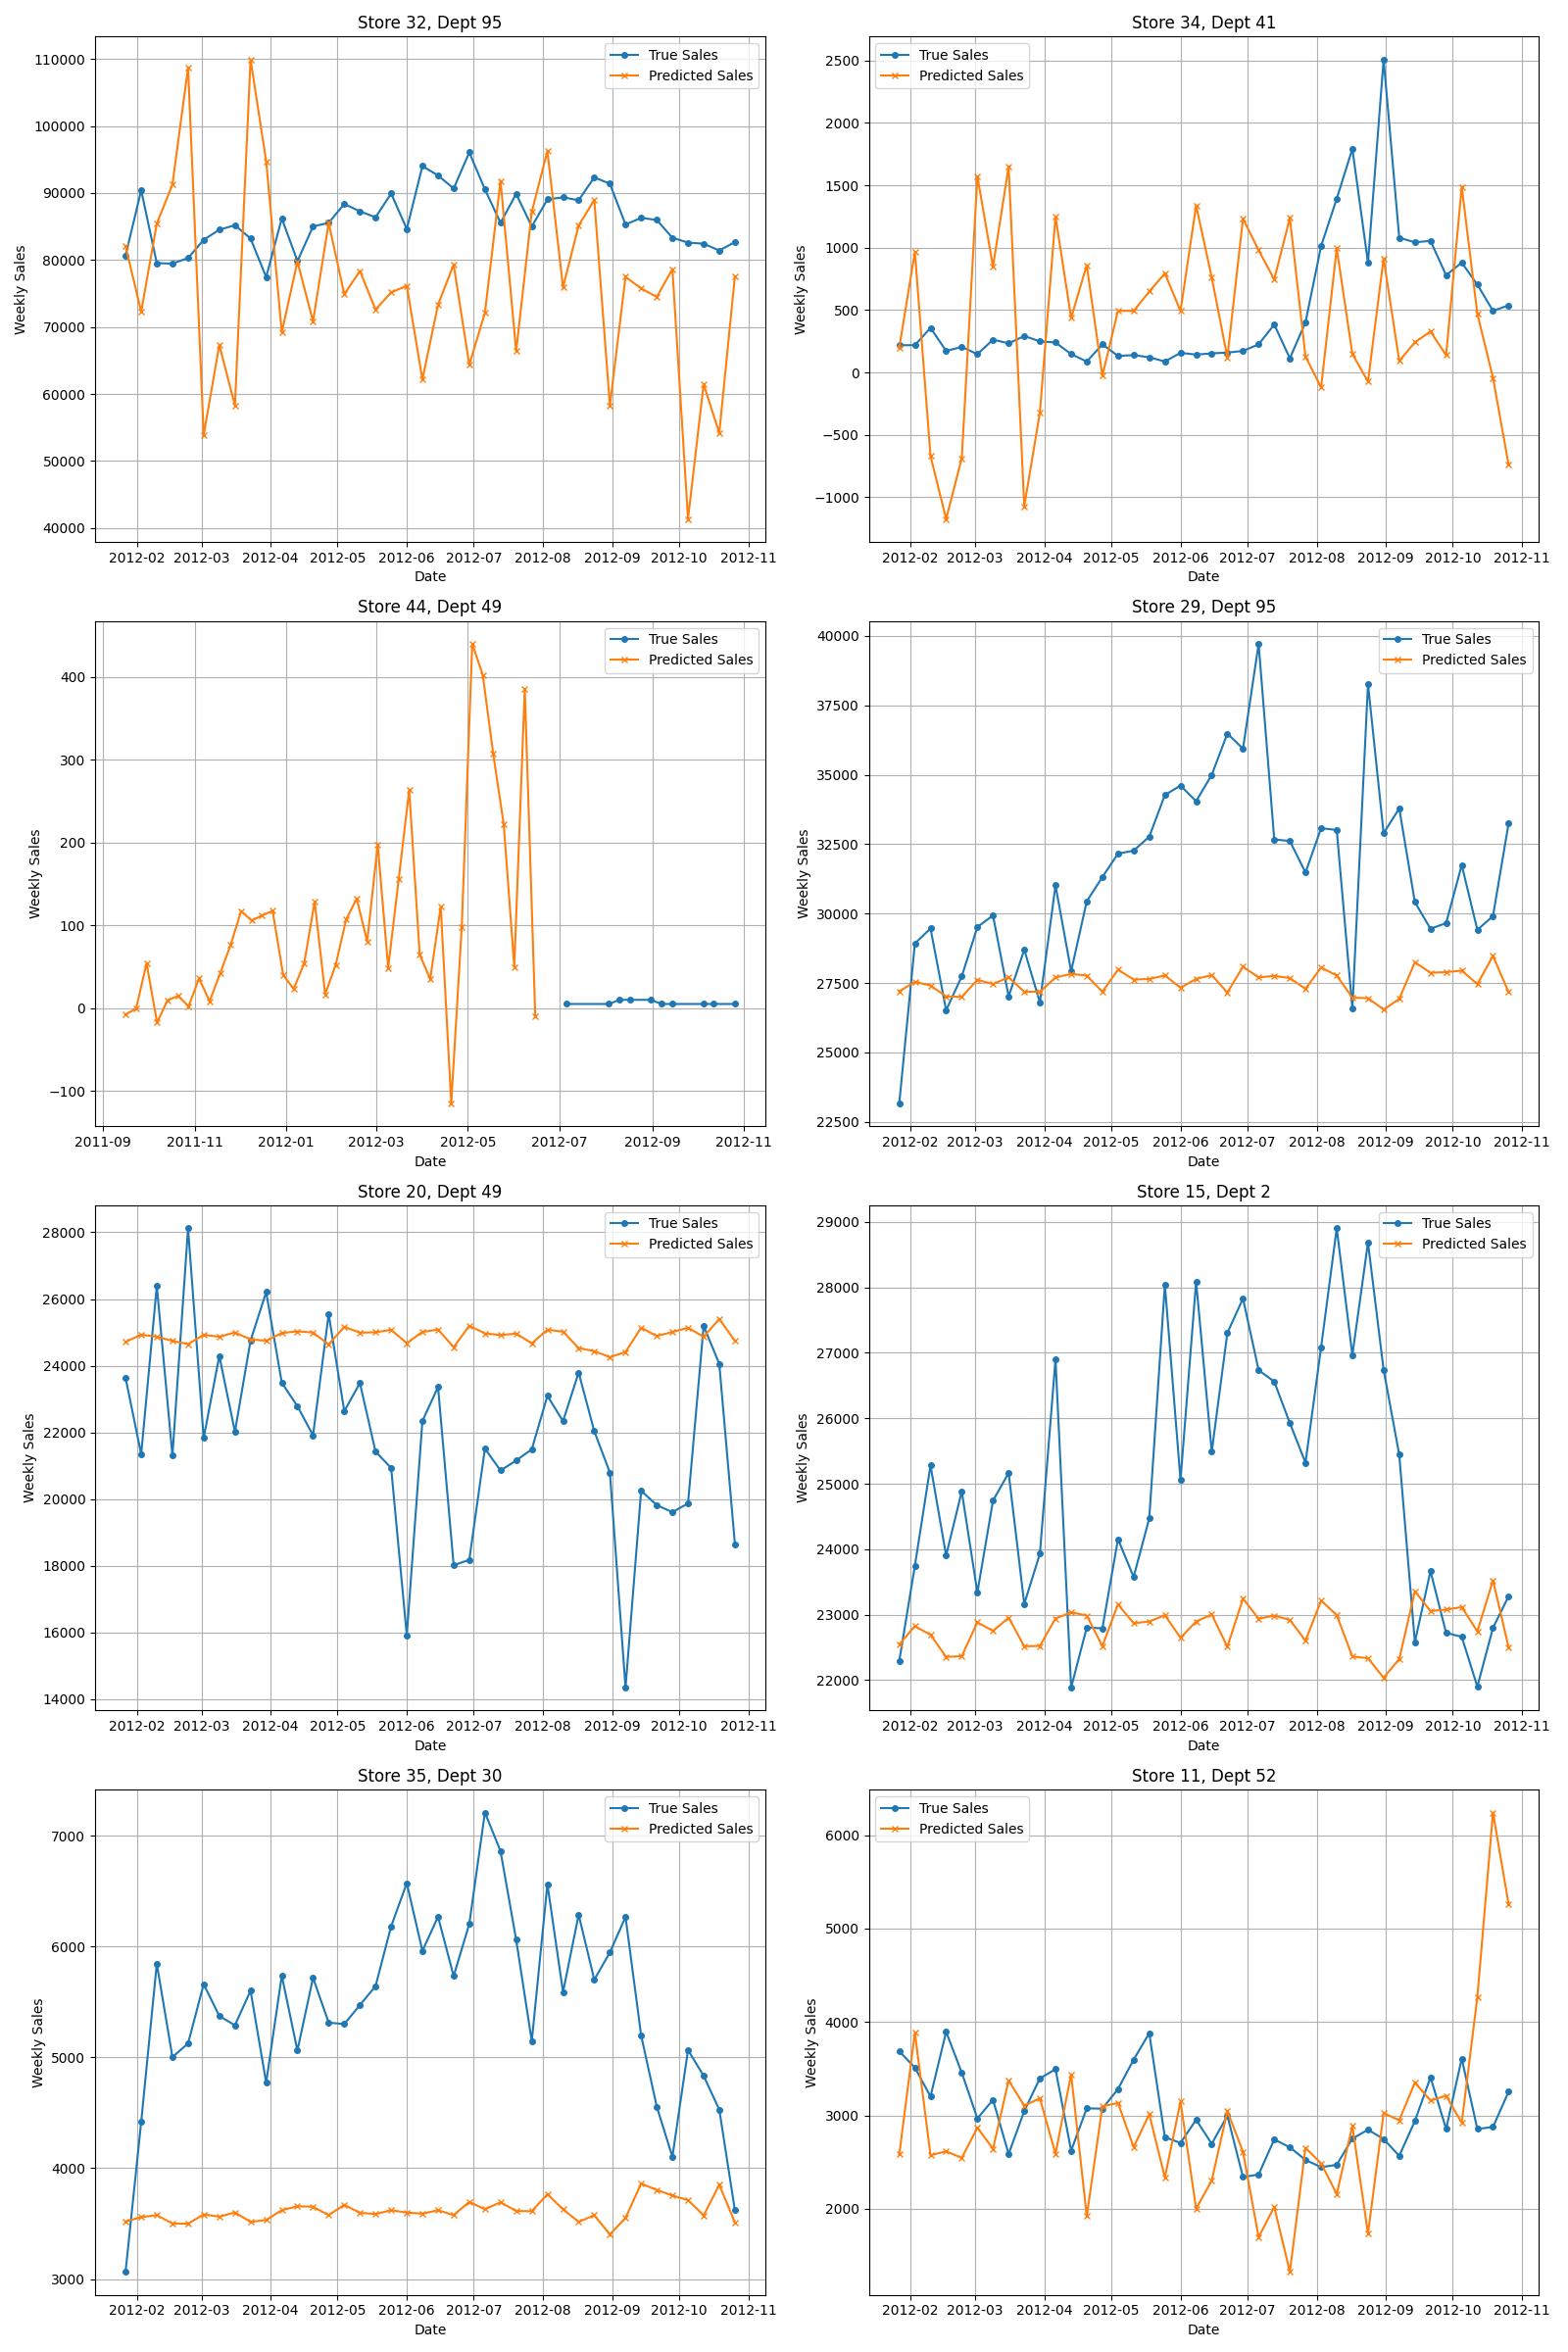 Store 32, Dept 95
True Sales
Predicted Sales
110000
100000
90000
80000
70000
60000
50000
40000
Weekly Sales
2012-02 2012-03 2012-04 2012-05 2012-06 2012-07 2012-08 2012-09 2012-10 2012-11
Date
Store 34, Dept 41
True Sales
Predicted Sales
2500
2000
1500
1000
500
0
−500
−1000
Weekly Sales
2012-02 2012-03 2012-04 2012-05 2012-06 2012-07 2012-08 2012-09 2012-10 2012-11
Date
Store 44, Dept 49
True Sales
Predicted Sales
400
300
200
100
0
−100
Weekly Sales
2011-09 2011-11 2012-01 2012-03 2012-05 2012-07 2012-09 2012-11
Date
Store 29, Dept 95
True Sales
Predicted Sales
40000
37500
35000
32500
30000
27500
25000
22500
Weekly Sales
2012-02 2012-03 2012-04 2012-05 2012-06 2012-07 2012-08 2012-09 2012-10 2012-11
Date
Store 20, Dept 49
True Sales
Predicted Sales
28000
26000
24000
22000
20000
18000
16000
14000
Weekly Sales
2012-02 2012-03 2012-04 2012-05 2012-06 2012-07 2012-08 2012-09 2012-10 2012-11
Date
Store 15, Dept 2
True Sales
Predicted Sales
29000
28000
27000
26000
25000
24000
23000
22000
Weekly Sales
2012-02 2012-03 2012-04 2012-05 2012-06 2012-07 2012-08 2012-09 2012-10 2012-11
Date
Store 35, Dept 30
True Sales
Predicted Sales
7000
6000
5000
4000
3000
Weekly Sales
2012-02 2012-03 2012-04 2012-05 2012-06 2012-07 2012-08 2012-09 2012-10 2012-11
Date
Store 11, Dept 52
True Sales
Predicted Sales
6000
5000
4000
3000
2000
Weekly Sales
2012-02 2012-03 2012-04 2012-05 2012-06 2012-07 2012-08 2012-09 2012-10 2012-11
Date